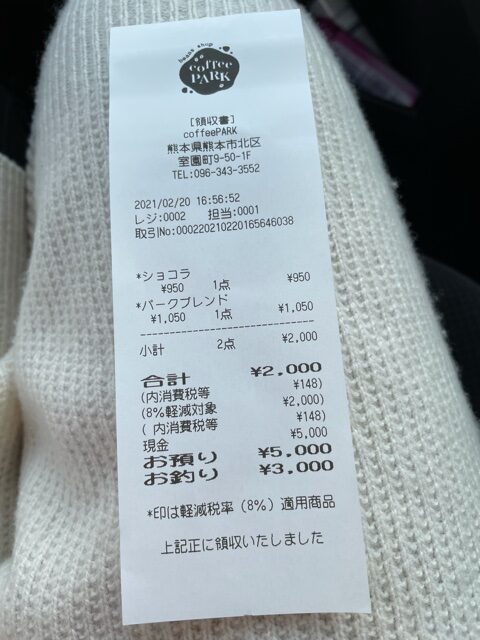 beans shop
coffee
PARK
[領収書]
coffeePARK
熊本県熊本市北区
室園町9-50-1F
TEL:096-343-3552
2021/02/20 16:56:52
レジ:0002 担当:0001
取引No:000220210220165646038
*ショコラ
¥950 1点 ¥950
*パークブレンド
¥1,050 1点 ¥1,050
小計 2点 ¥2,000
合計 ¥2,000
(内消費税等 ¥148)
(8%軽減対象 ¥2,000)
( 内消費税等 ¥148)
現金 ¥5,000
お預り ¥5,000
お釣り ¥3,000
*印は軽減税率(8%)適用商品
上記正に領収いたしました